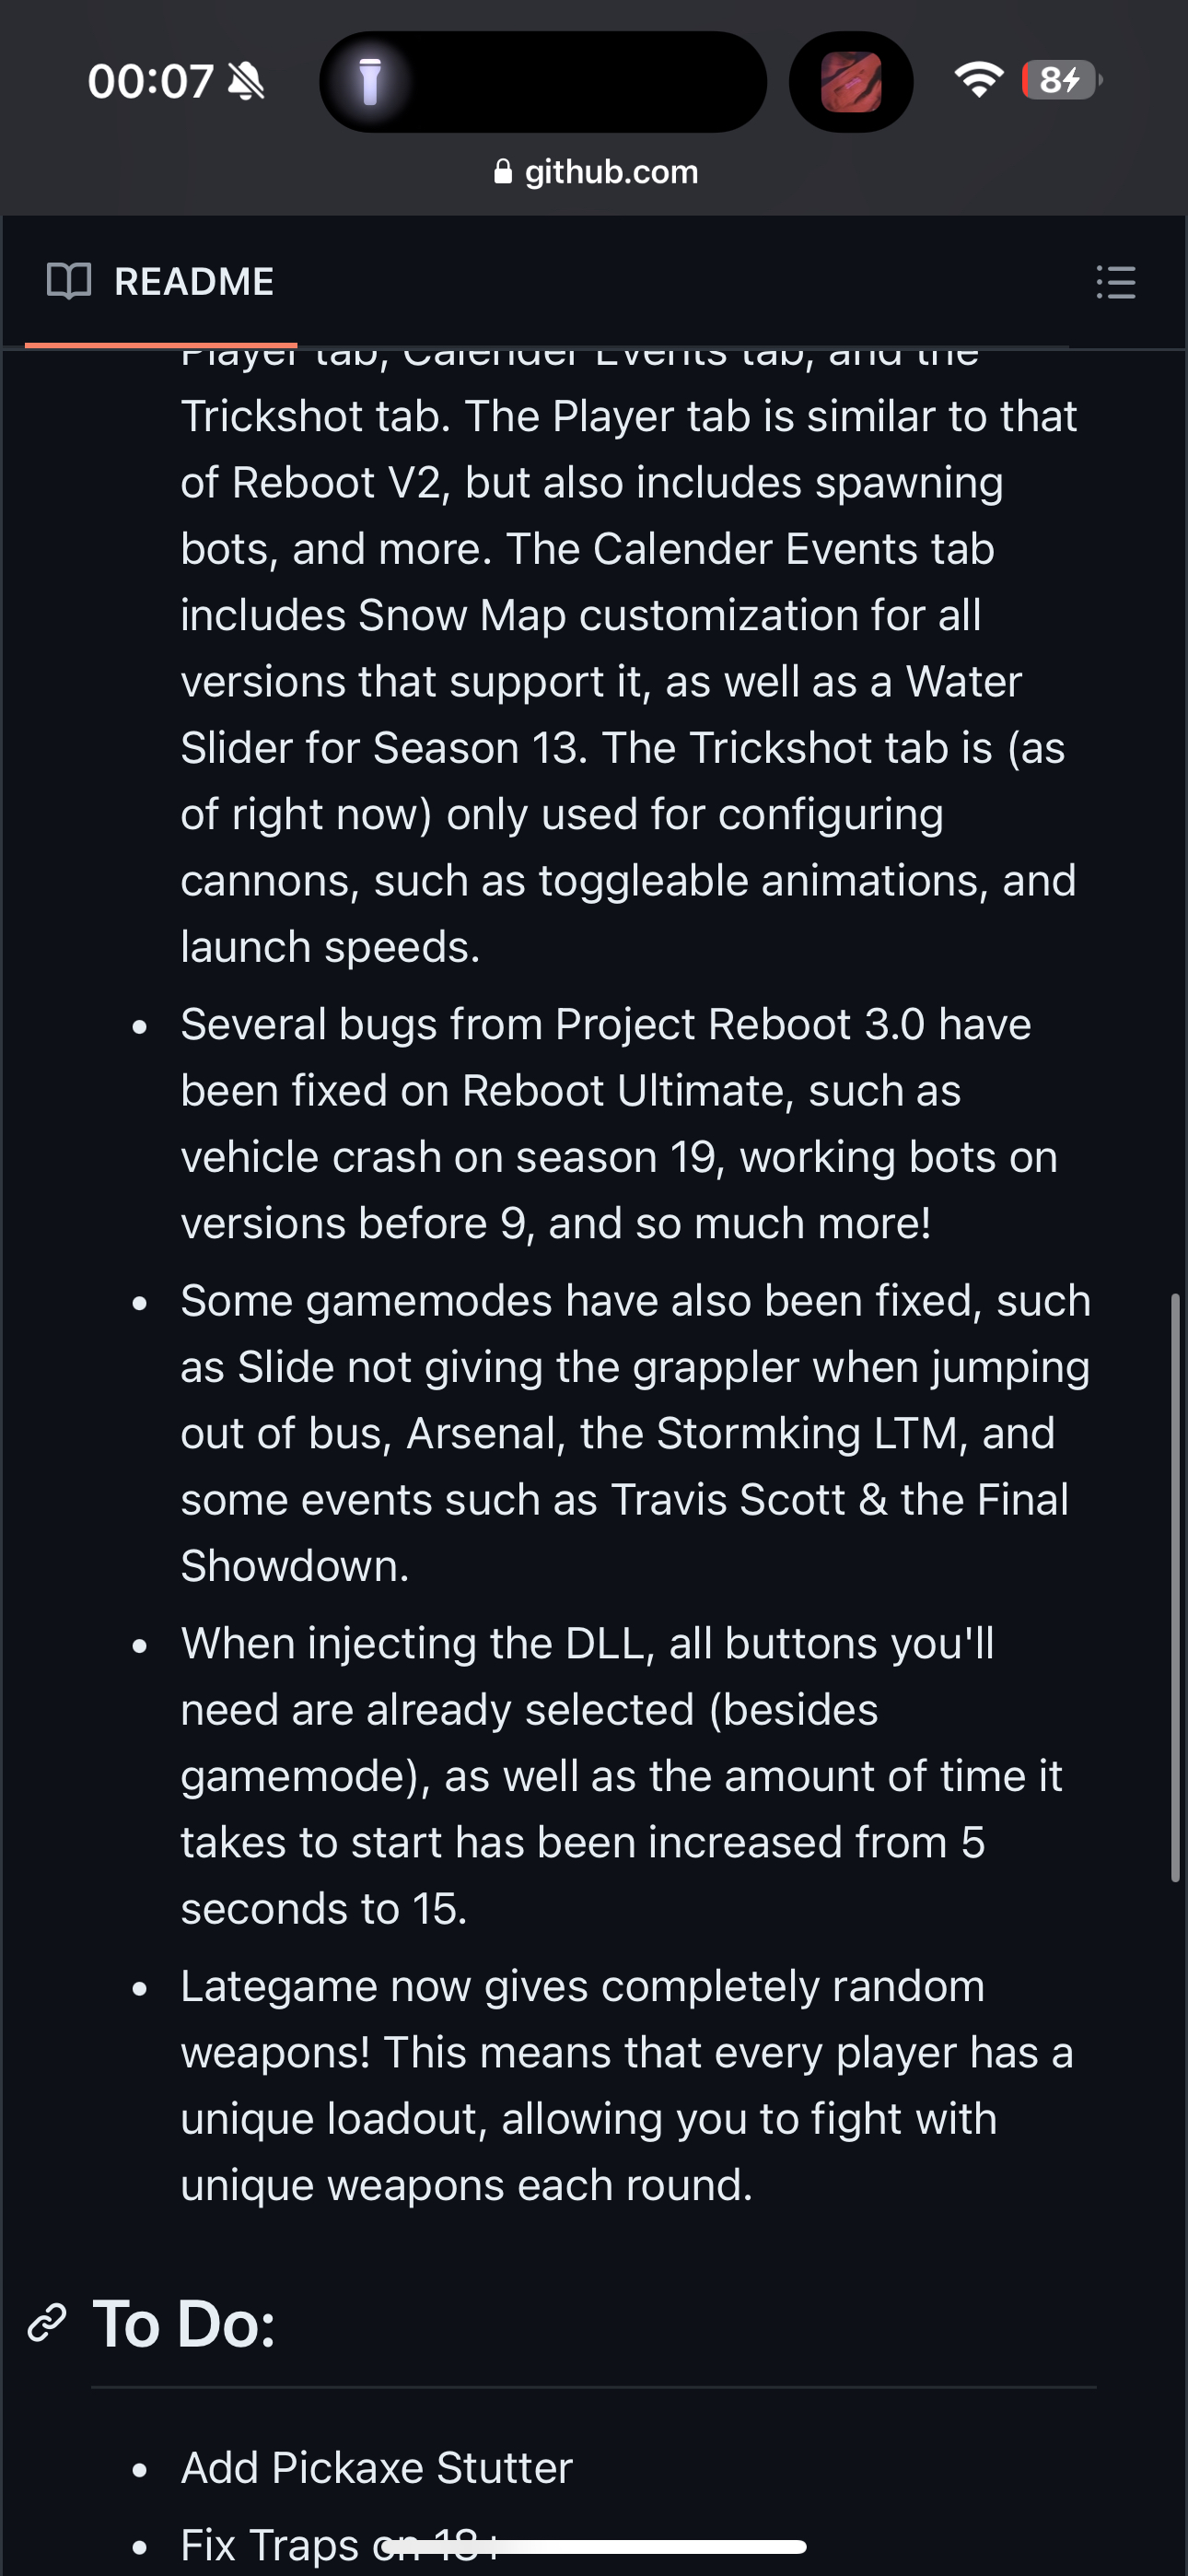 00:07
8
github.com
README
Player tab, Calender Events tab, and the
Trickshot tab. The Player tab is similar to that
of Reboot V2, but also includes spawning
bots, and more. The Calender Events tab
includes Snow Map customization for all
versions that support it, as well as a Water
Slider for Season 13. The Trickshot tab is (as
of right now) only used for configuring
cannons, such as toggleable animations, and
launch speeds.
• Several bugs from Project Reboot 3.0 have
been fixed on Reboot Ultimate, such as
vehicle crash on season 19, working bots on
versions before 9, and so much more!
• Some gamemodes have also been fixed, such
as Slide not giving the grappler when jumping
out of bus, Arsenal, the Stormking LTM, and
some events such as Travis Scott & the Final
Showdown.
• When injecting the DLL, all buttons you'll
need are already selected (besides
gamemode), as well as the amount of time it
takes to start has been increased from 5
seconds to 15.
• Lategame now gives completely random
weapons! This means that every player has a
unique loadout, allowing you to fight with
unique weapons each round.
To Do:
• Add Pickaxe Stutter
• Fix Traps on 18+